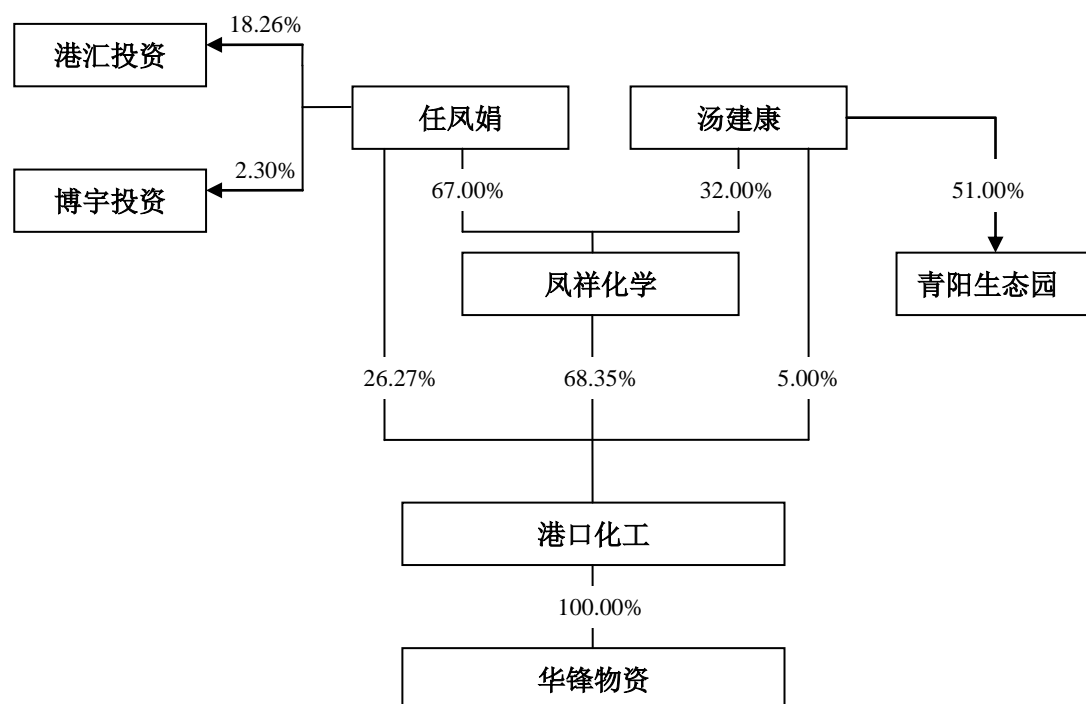 18.26%
港汇投资
任凤娟
汤建康
2.30%
博宇投资
67.00%
32.00%
51.00%
凤祥化学
青阳生态园
26.27%
68.35%
5.00%
港口化工
100.00%
华锋物资